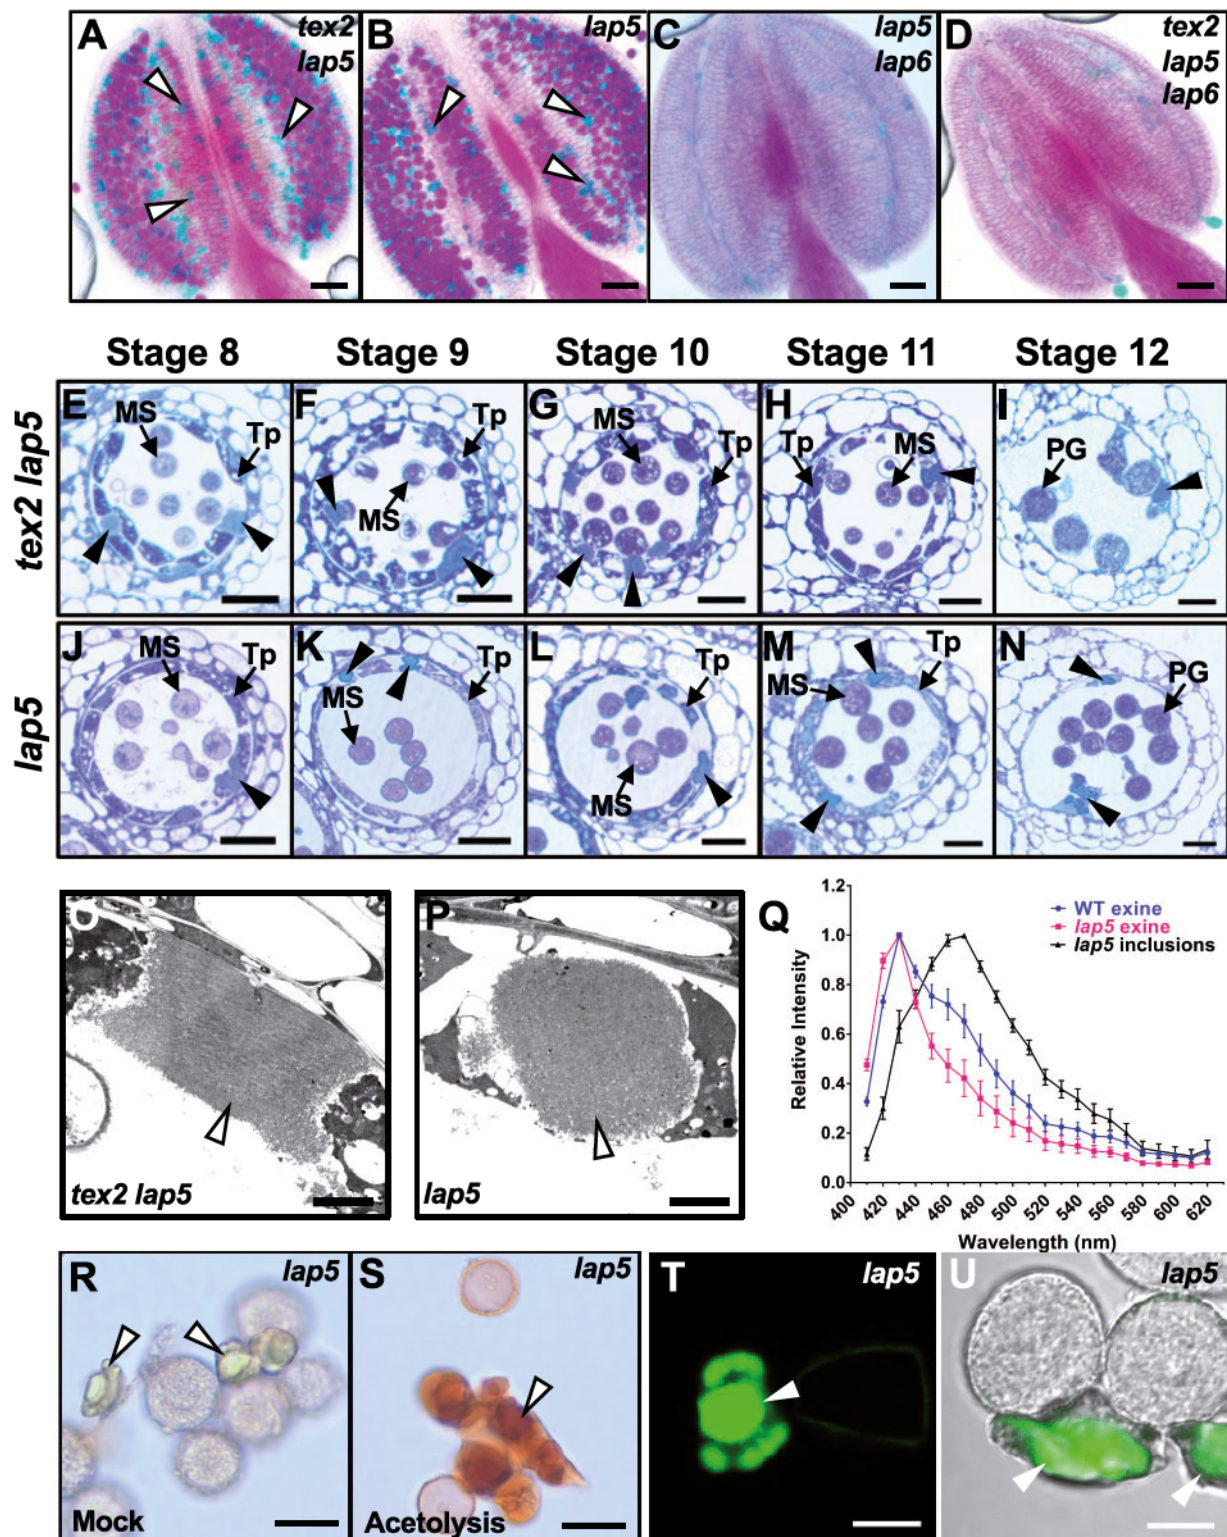 A tex2 lap5
B lap5
C lap5 lap6
D tex2 lap5 lap6
Stage 8 Stage 9 Stage 10 Stage 11 Stage 12
tex2 lap5
E MS Tp
F Tp MS
G MS Tp
H Tp MS
I PG
lap5
J MS Tp
K MS Tp
L Tp MS
M Tp MS
N PG
O tex2 lap5
P lap5
Q
1.2
1.0
0.8
0.6
0.4
0.2
0.0
Relative Intensity
WT exine
lap5 exine
lap5 inclusions
400 420 440 460 480 500 520 540 560 580 600 620
Wavelength (nm)
R lap5
Mock
S lap5
Acetolysis
T lap5
U lap5